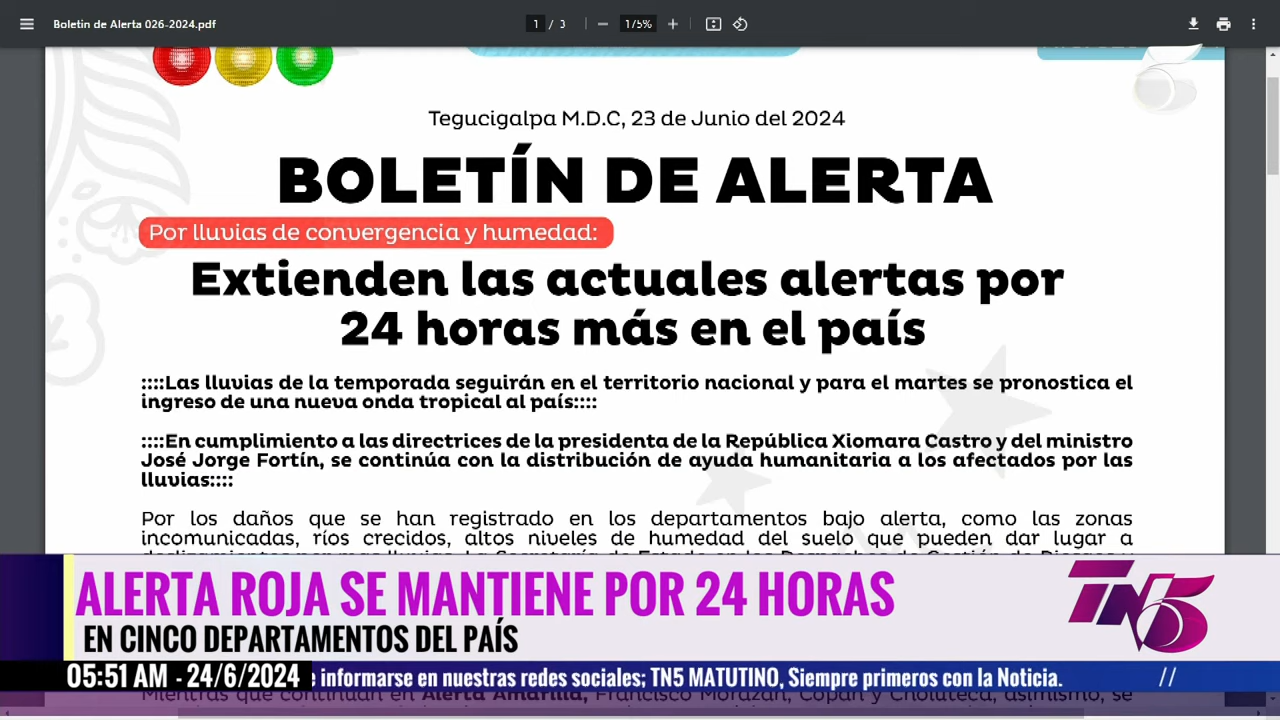 Boletin de Alerta 026-2024.pdf
1 / 3
175%
Tegucigalpa M.D.C, 23 de Junio del 2024
BOLETÍN DE ALERTA
Por lluvias de convergencia y humedad:
Extienden las actuales alertas por
24 horas más en el país
::::Las lluvias de la temporada seguirán en el territorio nacional y para el martes se pronostica el
ingreso de una nueva onda tropical al país::::
::::En cumplimiento a las directrices de la presidenta de la República Xiomara Castro y del ministro
José Jorge Fortín, se continúa con la distribución de ayuda humanitaria a los afectados por las
lluvias::::
Por los daños que se han registrado en los departamentos bajo alerta, como las zonas
incomunicadas, ríos crecidos, altos niveles de humedad del suelo que pueden dar lugar a
ALERTA ROJA SE MANTIENE POR 24 HORAS
EN CINCO DEPARTAMENTOS DEL PAÍS
TN5
05:51 AM - 24/6/2024
informarse en nuestras redes sociales; TN5 MATUTINO, Siempre primeros con la Noticia. //
Mientras que continúan en Alerta Amarilla, Francisco Morazán, Copán y Choluteca, asimismo, se